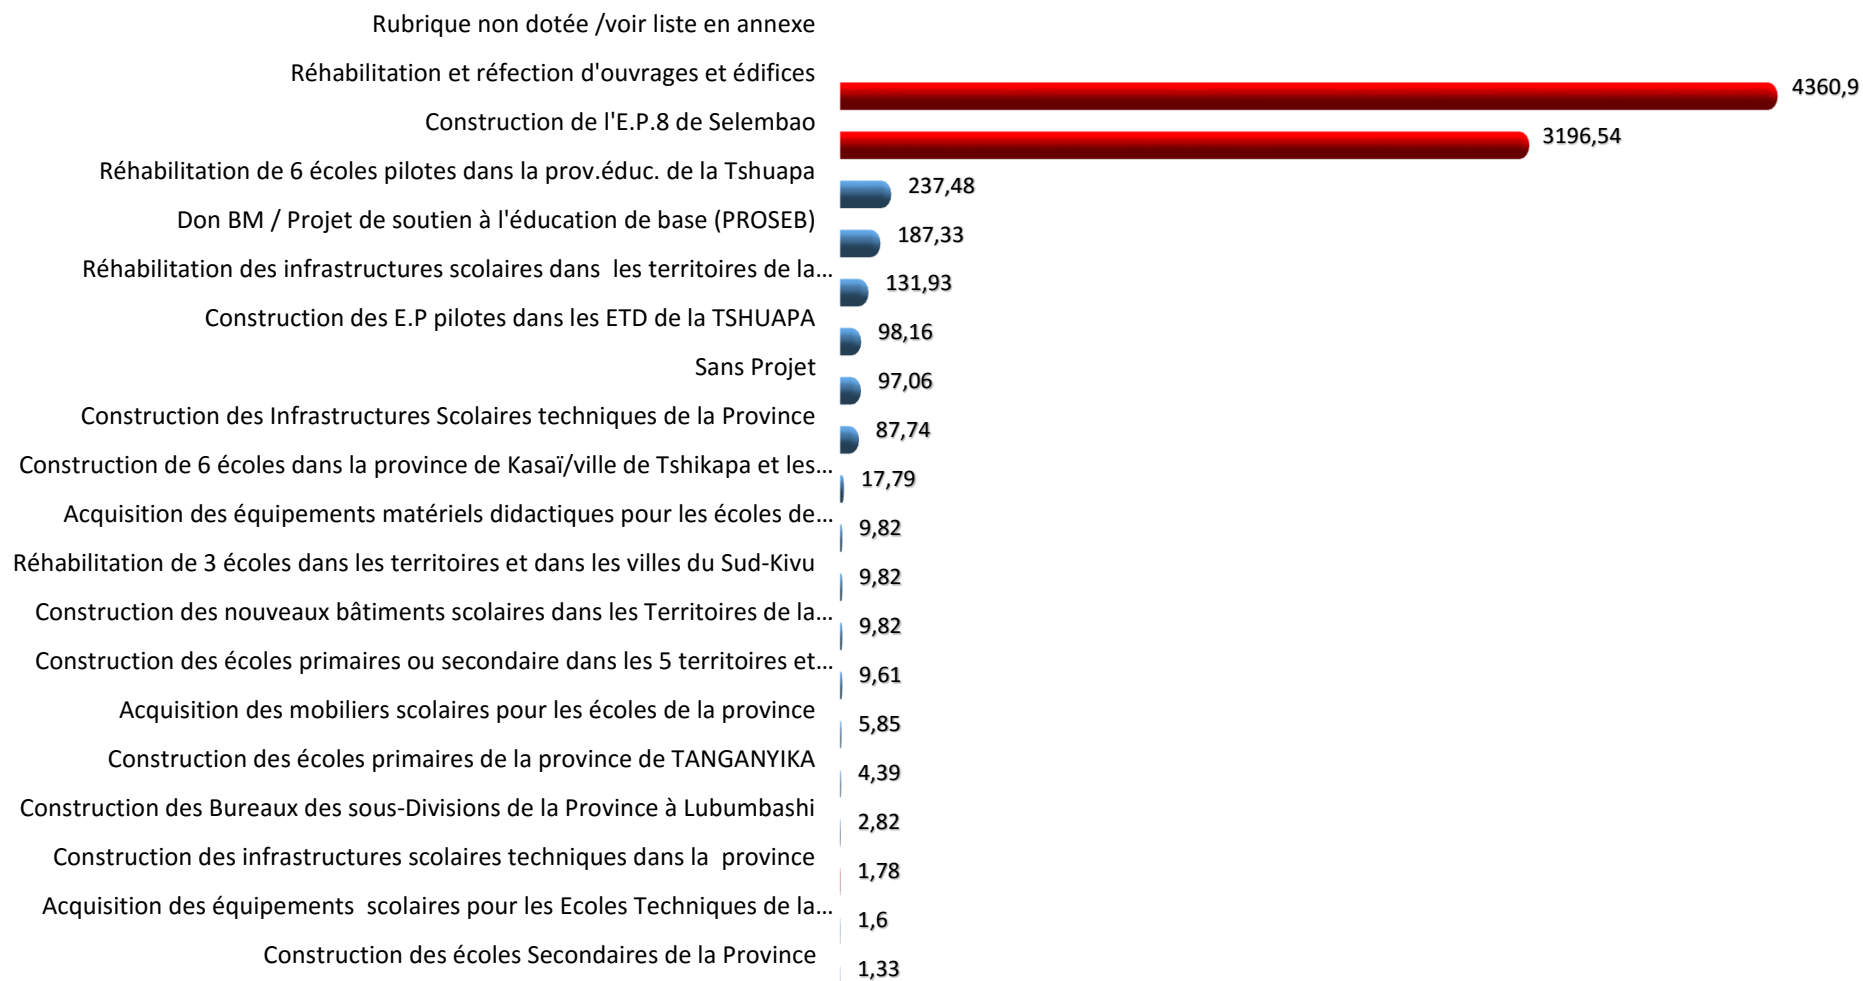 Rubrique non dotée /voir liste en annexe
Réhabilitation et réfection d'ouvrages et édifices
4360,9
Construction de l'E.P.8 de Selembao
3196,54
Réhabilitation de 6 écoles pilotes dans la prov.éduc. de la Tshuapa
237,48
Don BM / Projet de soutien à l'éducation de base (PROSEB)
187,33
Réhabilitation des infrastructures scolaires dans  les territoires de la…
131,93
Construction des E.P pilotes dans les ETD de la TSHUAPA
98,16
Sans Projet
97,06
Construction des Infrastructures Scolaires techniques de la Province
87,74
Construction de 6 écoles dans la province de Kasaï/ville de Tshikapa et les…
17,79
Acquisition des équipements matériels didactiques pour les écoles de…
9,82
Réhabilitation de 3 écoles dans les territoires et dans les villes du Sud-Kivu
9,82
Construction des nouveaux bâtiments scolaires dans les Territoires de la…
9,82
Construction des écoles primaires ou secondaire dans les 5 territoires et…
9,61
Acquisition des mobiliers scolaires pour les écoles de la province
5,85
Construction des écoles primaires de la province de TANGANYIKA
4,39
Construction des Bureaux des sous-Divisions de la Province à Lubumbashi
2,82
Construction des infrastructures scolaires techniques dans la  province
1,78
Acquisition des équipements  scolaires pour les Ecoles Techniques de la…
1,6
Construction des écoles Secondaires de la Province
1,33